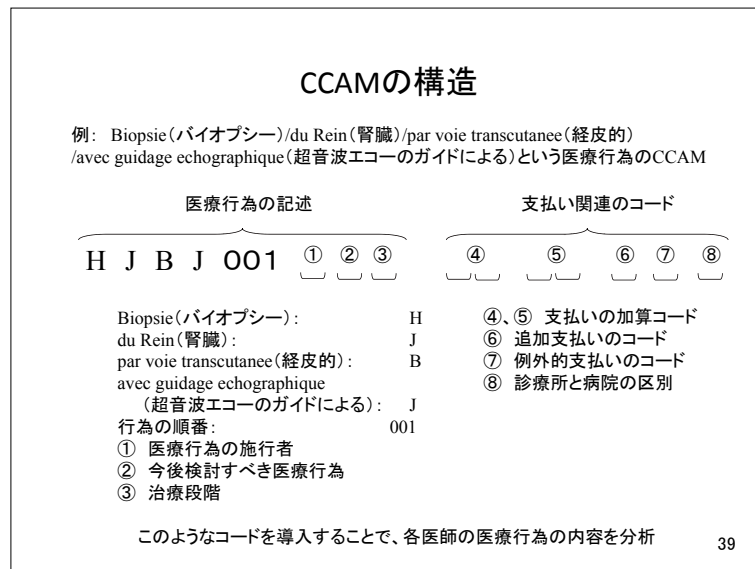 CCAMの構造
例: Biopsie(バイオプシー)/du Rein(腎臓)/par voie transcutanee(経皮的)
/avec guidage echographique(超音波エコーのガイドによる)という医療行為のCCAM
医療行為の記述 支払い関連のコード
H J B J 001 ① ② ③ ④ ⑤ ⑥ ⑦ ⑧
Biopsie(バイオプシー): H
du Rein(腎臓): J
par voie transcutanee(経皮的): B
avec guidage echographique
(超音波エコーのガイドによる): J
行為の順番: 001
① 医療行為の施行者
② 今後検討すべき医療行為
③ 治療段階
④、⑤ 支払いの加算コード
⑥ 追加支払いのコード
⑦ 例外的支払いのコード
⑧ 診療所と病院の区別
このようなコードを導入することで、各医師の医療行為の内容を分析
39